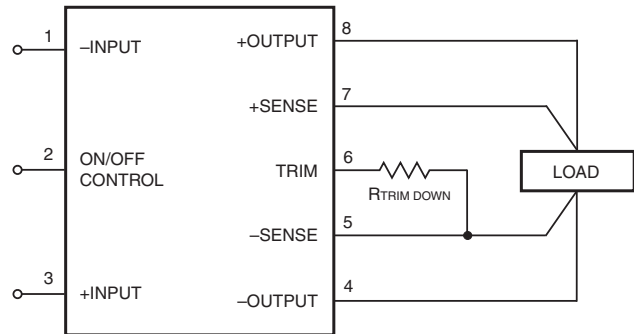 1
–INPUT
2
ON/OFF
CONTROL
3
+INPUT
+OUTPUT
8
+SENSE
7
TRIM
6
RTRIM DOWN
–SENSE
5
–OUTPUT
4
LOAD